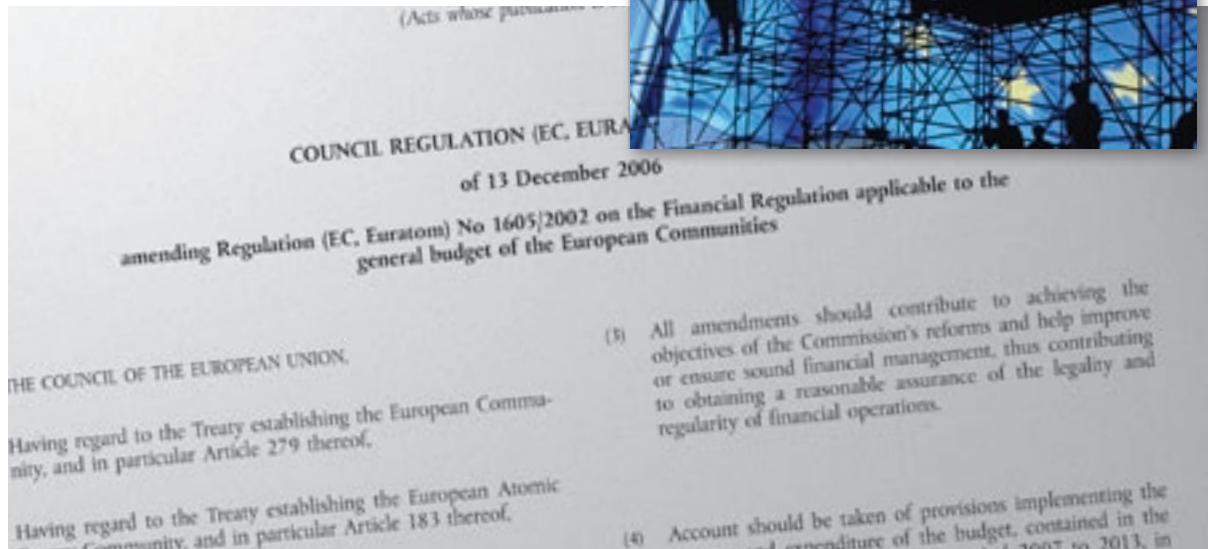 (Acts whose
COUNCIL REGULATION (EC, EURA
of 13 December 2006
amending Regulation (EC, Euratom) No 1605/2002 on the Financial Regulation applicable to the
general budget of the European Communities
THE COUNCIL OF THE EUROPEAN UNION,
Having regard to the Treaty establishing the European Commu-
nity, and in particular Article 279 thereof,
Having regard to the Treaty establishing the European Atomic
Community, and in particular Article 183 thereof,
(3) All amendments should contribute to achieving the
objectives of the Commission's reforms and help improve
or ensure sound financial management, thus contributing
to obtaining a reasonable assurance of the legality and
regularity of financial operations.
(4) Account should be taken of provisions implementing the
and expenditure of the budget, contained in the
2007 to 2013, in